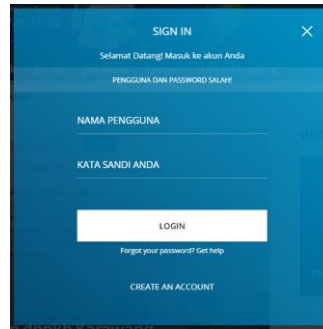 SIGN IN
Selamat Datang! Masuk ke akun Anda
PENGGUNA DAN PASSWORD SALAH!
NAMA PENGGUNA
KATA SANDI ANDA
LOGIN
Forgot your password? Get help
CREATE AN ACCOUNT
Karawang